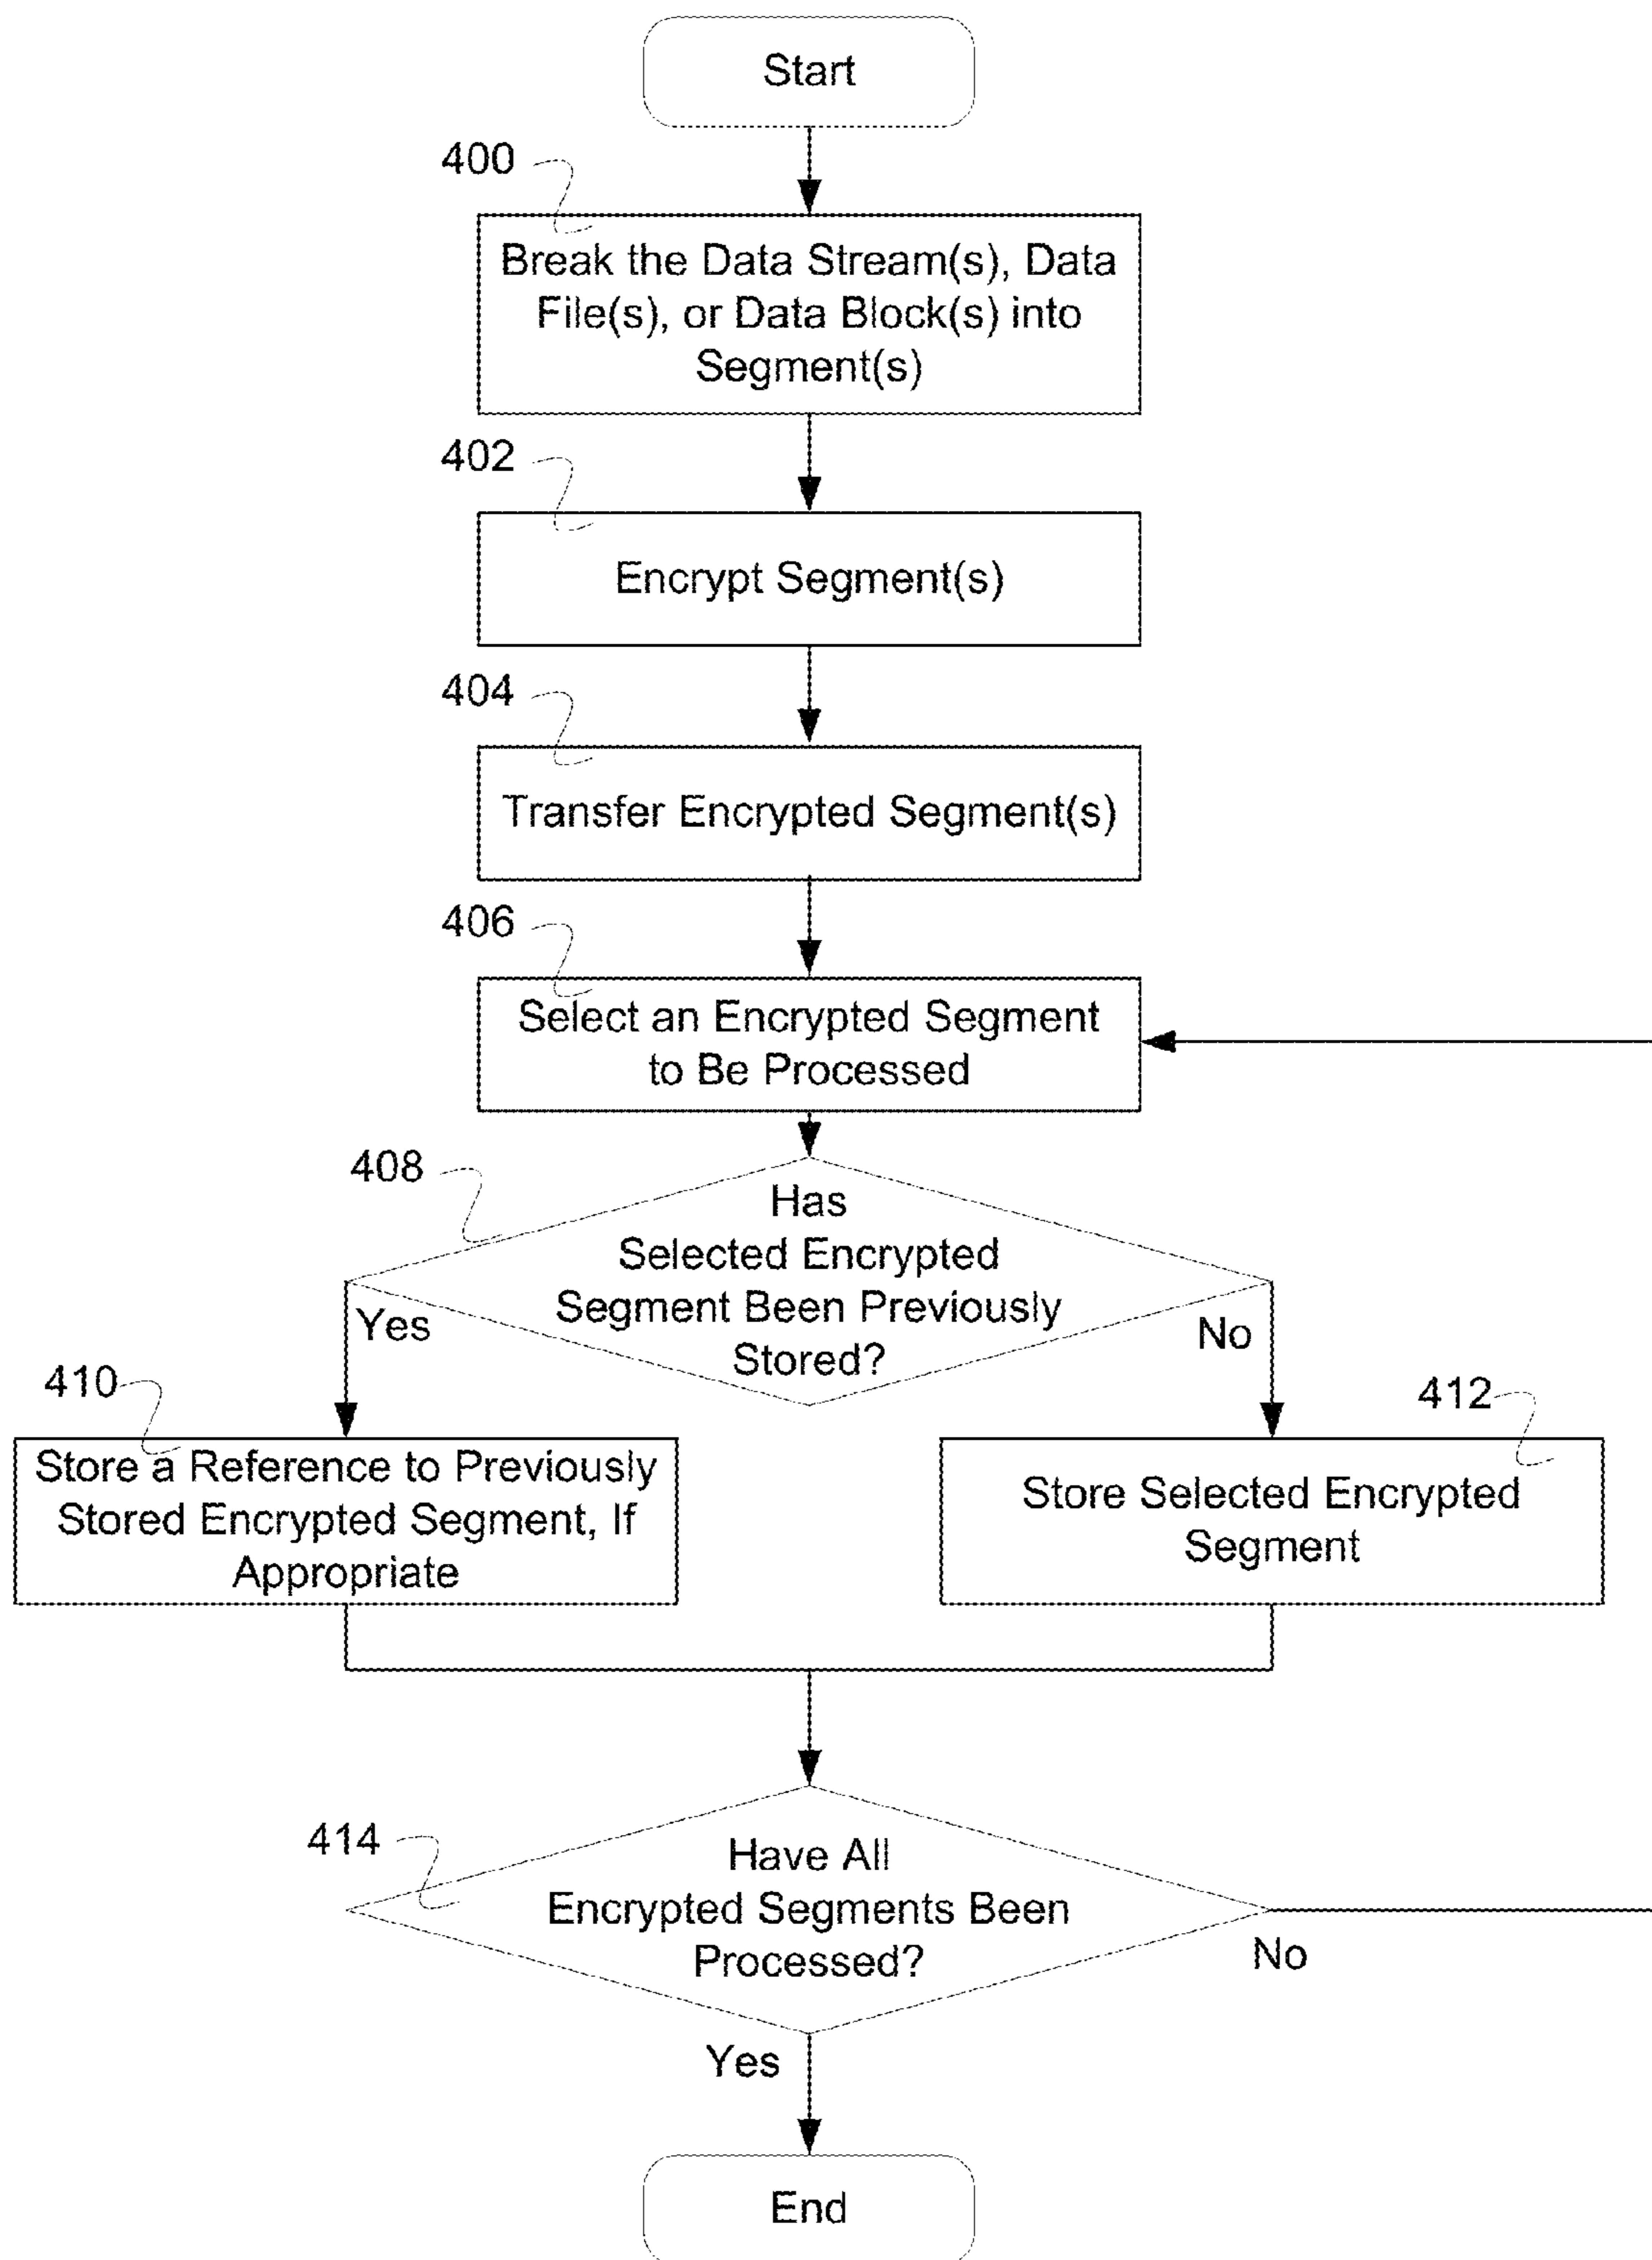 Start
400
Break the Data Stream(s), Data
File(s), or Data Block(s) into
Segment(s)
402
Encrypt Segment(s)
404
Transfer Encrypted Segment(s)
406
Select an Encrypted Segment
to Be Processed
408
Has
Selected Encrypted
Segment Been Previously
Stored?
Yes
No
410
Store a Reference to Previously
Stored Encrypted Segment, If
Appropriate
412
Store Selected Encrypted
Segment
414
Have All
Encrypted Segments Been
Processed?
No
Yes
End